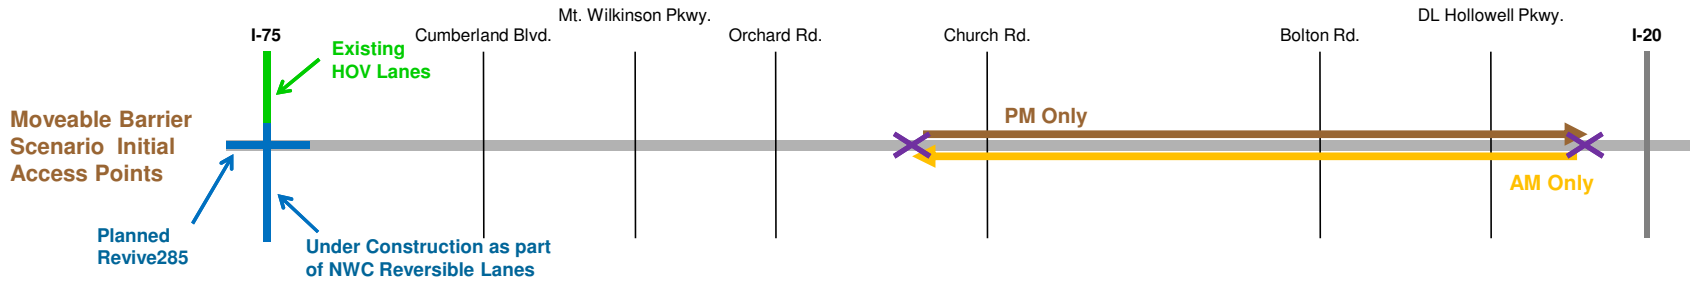 Mt. Wilkinson Pkwy.
DL Hollowell Pkwy.
I-75
Cumberland Blvd.
Orchard Rd.
Church Rd.
Bolton Rd.
I-20
Existing
HOV Lanes
Moveable Barrier
Scenario Initial
Access Points
PM Only
AM Only
Planned
Revive285
Under Construction as part
of NWC Reversible Lanes